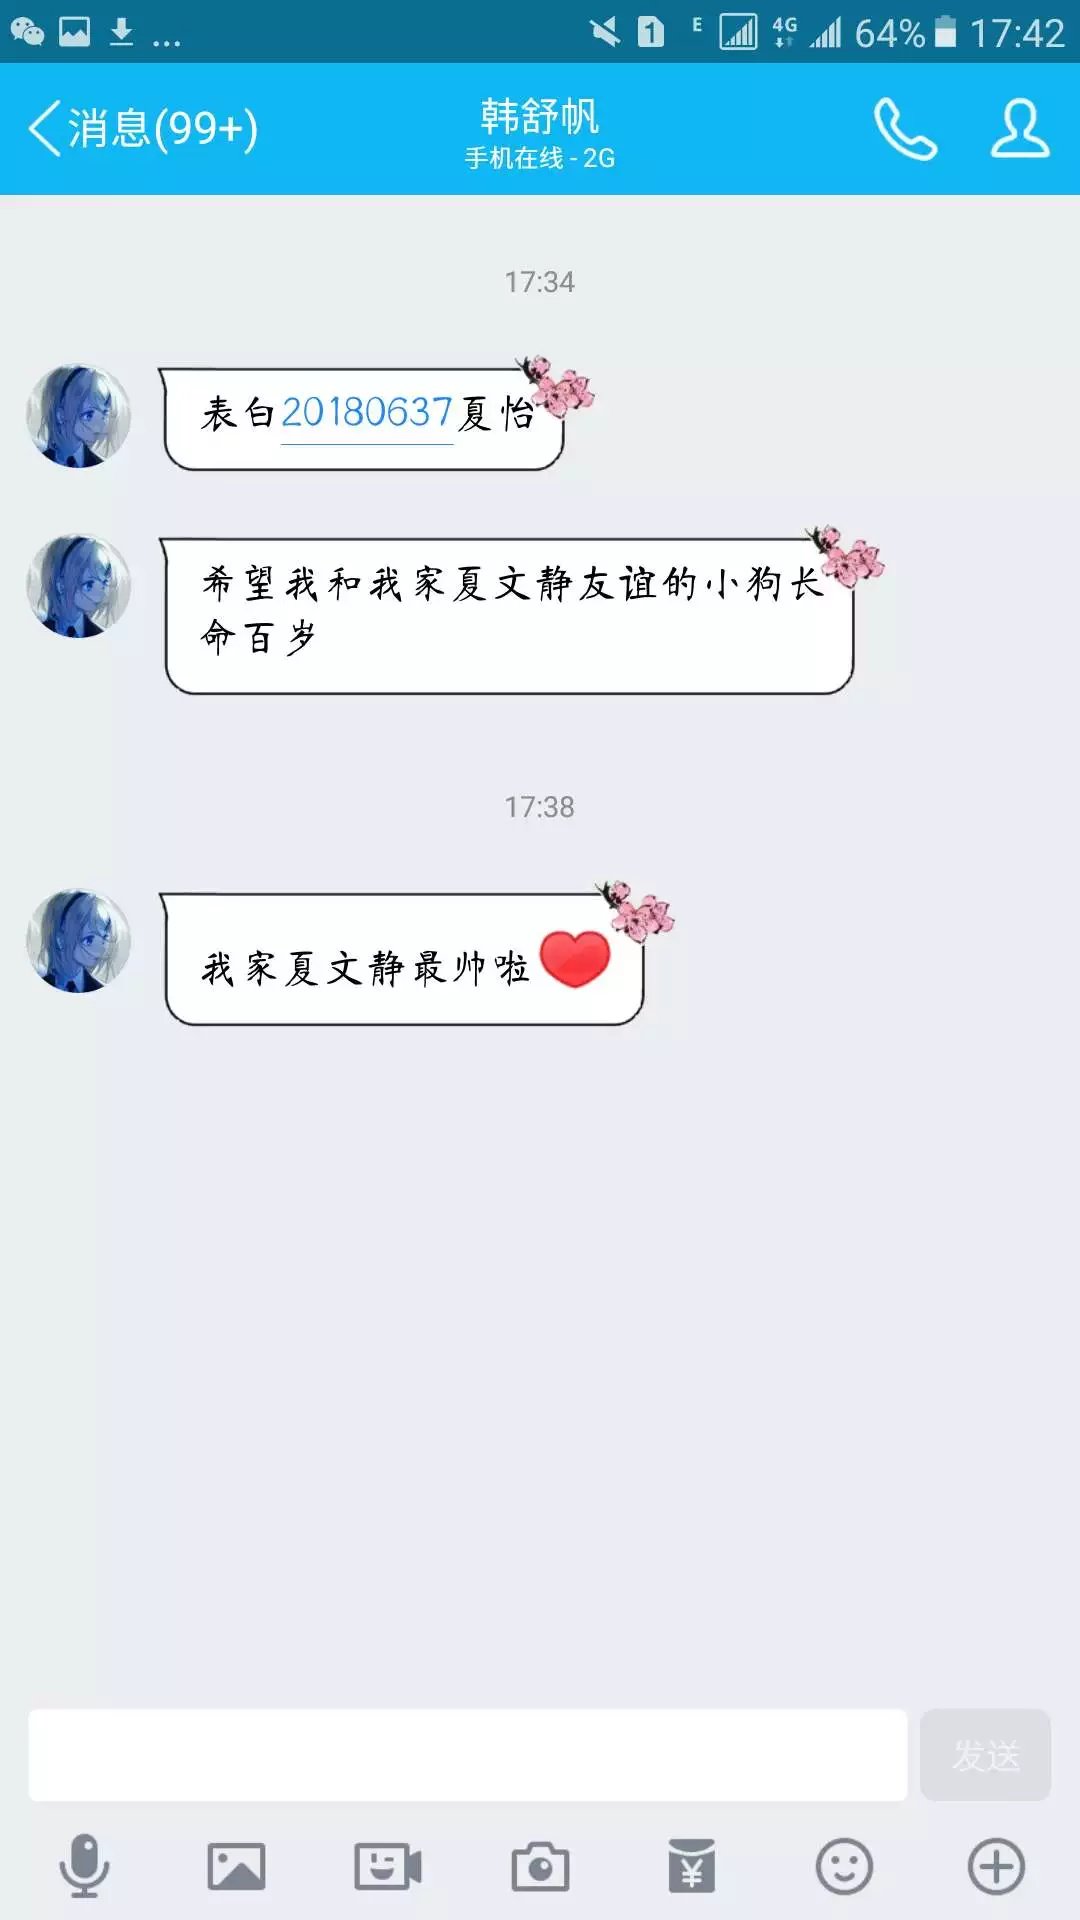 ... 1 E 4G 64% 17:42
消息(99+)
韩舒帆
手机在线 - 2G
17:34
表白20180637夏怡
希望我和我家夏文静友谊的小狗长
命百岁
17:38
我家夏文静最帅啦
发送